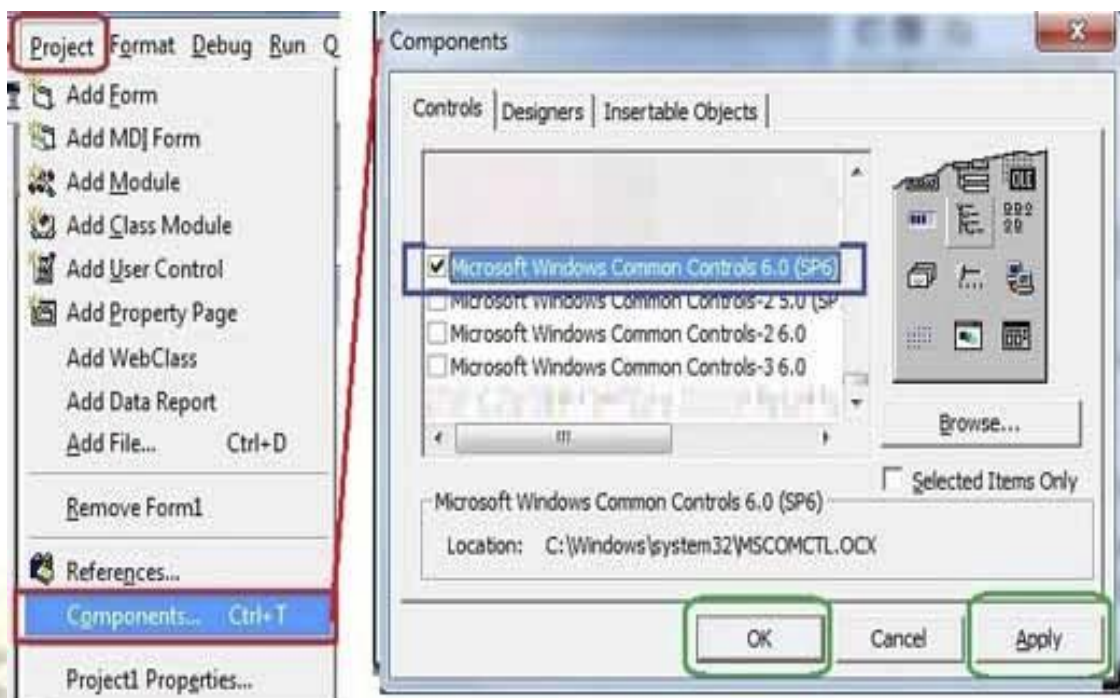 Project Format Debug Run Q
Add Form
Add MDI Form
Add Module
Add Class Module
Add User Control
Add Property Page
Add WebClass
Add Data Report
Add File... Ctrl+D
Remove Form1
References...
Components... Ctrl+T
Project1 Properties...
Components
Controls Designers Insertable Objects
Microsoft Windows Common Controls 6.0 (SP6)
Microsoft Windows Common Controls-2 5.0 (SP
Microsoft Windows Common Controls-2 6.0
Microsoft Windows Common Controls-3 6.0
OLE
Browse...
Selected Items Only
Microsoft Windows Common Controls 6.0 (SP6)
Location: C:\Windows\system32\MSCOMCTL.OCX
OK Cancel Apply